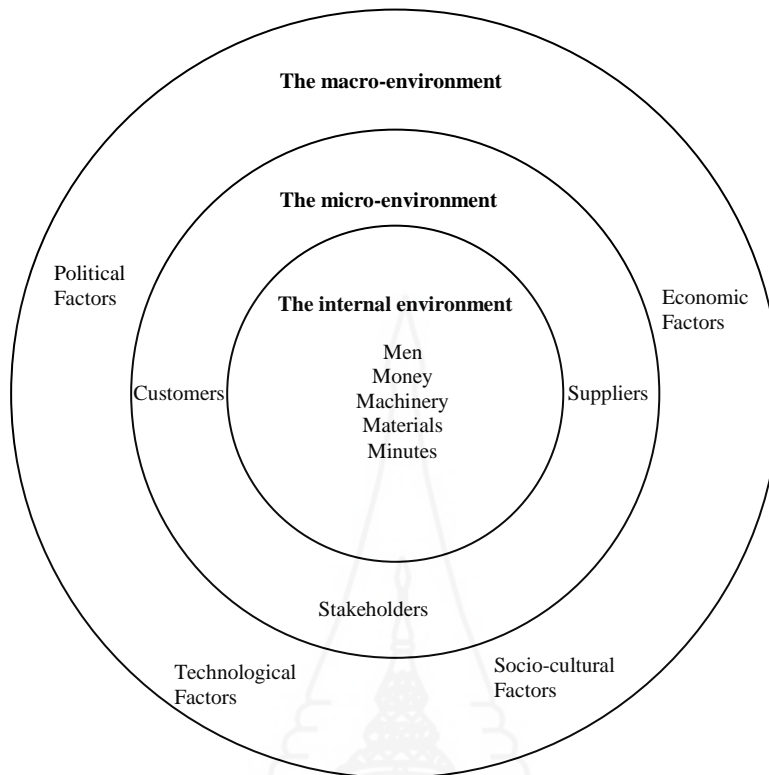 The macro-environment
The micro-environment
Political
Factors
The internal environment
Economic
Factors
Men
Money
Machinery
Materials
Minutes
Customers
Suppliers
Stakeholders
Technological
Factors
Socio-cultural
Factors